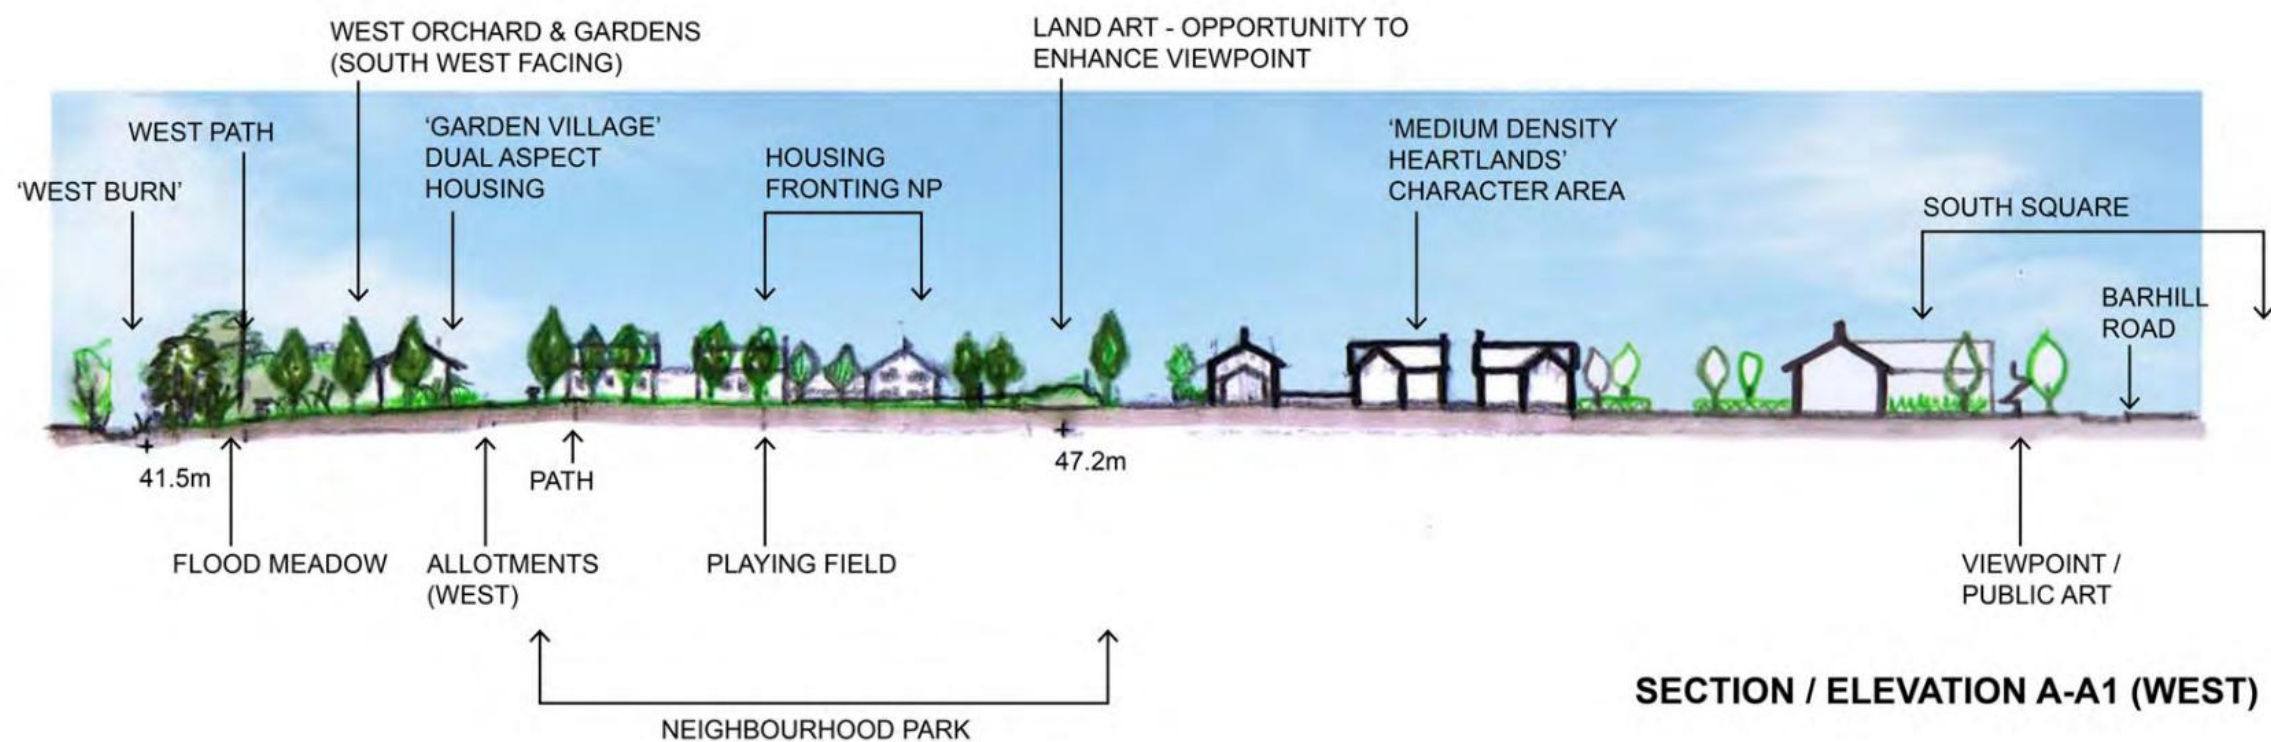 WEST ORCHARD & GARDENS
(SOUTH WEST FACING)
LAND ART - OPPORTUNITY TO
ENHANCE VIEWPOINT
WEST PATH
‘GARDEN VILLAGE’
DUAL ASPECT
HOUSING
HOUSING
FRONTING NP
‘MEDIUM DENSITY
HEARTLANDS’
CHARACTER AREA
‘WEST BURN’
SOUTH SQUARE
BARHILL
ROAD
41.5m
PATH
47.2m
FLOOD MEADOW
ALLOTMENTS
(WEST)
PLAYING FIELD
VIEWPOINT /
PUBLIC ART
NEIGHBOURHOOD PARK
SECTION / ELEVATION A-A1 (WEST)